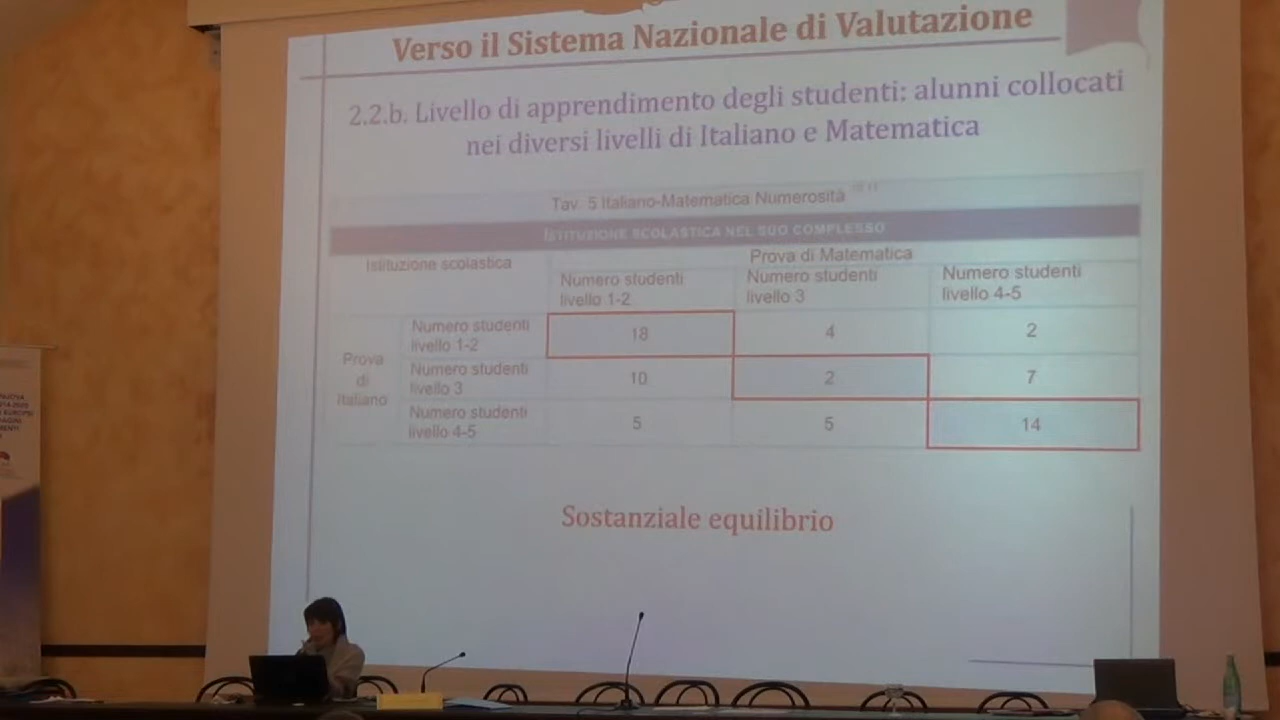 Verso il Sistema Nazionale di Valutazione
2.2.b. Livello di apprendimento degli studenti: alunni collocati
nei diversi livelli di Italiano e Matematica
Tav. 5 Italiano-Matematica Numerosità
ISTITUZIONE SCOLASTICA NEL SUO COMPLESSO
Istituzione scolastica
Prova di Matematica
Numero studenti
livello 1-2
Numero studenti
livello 3
Numero studenti
livello 4-5
Prova
di
Italiano
Numero studenti
livello 1-2
18
4
2
Numero studenti
livello 3
10
2
7
Numero studenti
livello 4-5
5
5
14
Sostanziale equilibrio